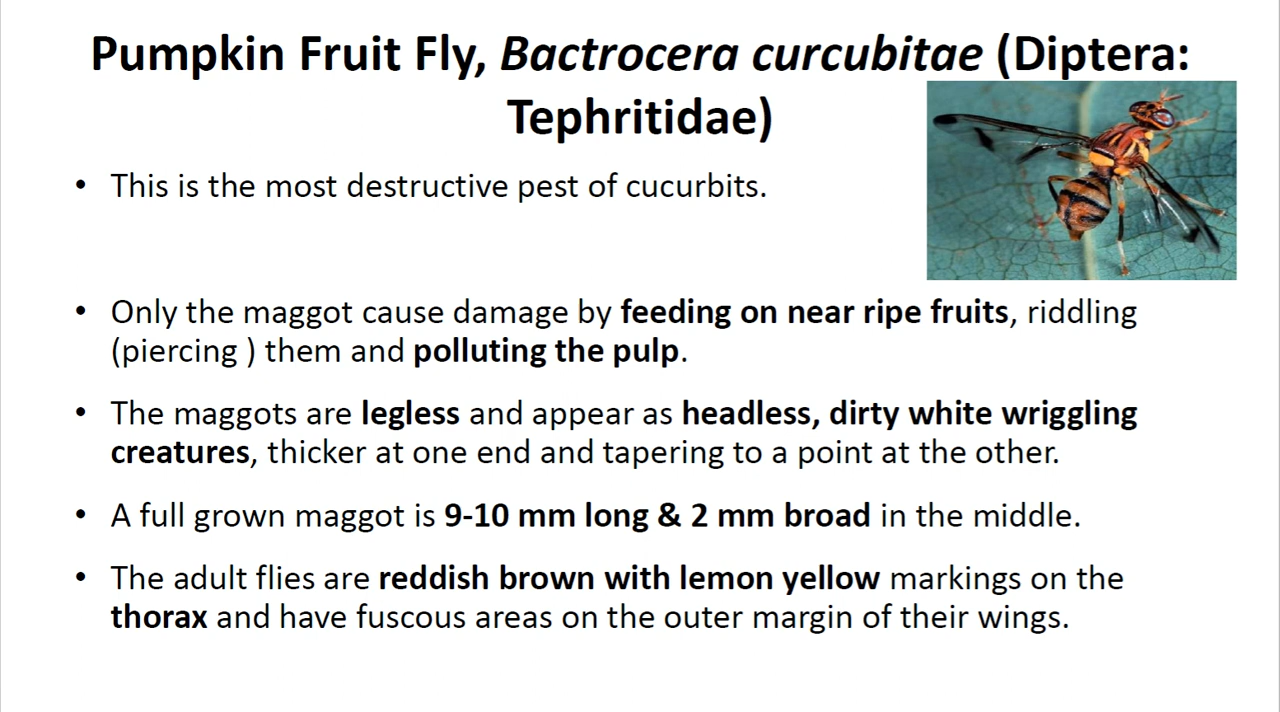 Pumpkin Fruit Fly, Bactrocera curcubitae (Diptera:
Tephritidae)
• This is the most destructive pest of cucurbits.
• Only the maggot cause damage by feeding on near ripe fruits, riddling
(piercing ) them and polluting the pulp.
• The maggots are legless and appear as headless, dirty white wriggling
creatures, thicker at one end and tapering to a point at the other.
• A full grown maggot is 9-10 mm long & 2 mm broad in the middle.
• The adult flies are reddish brown with lemon yellow markings on the
thorax and have fuscous areas on the outer margin of their wings.